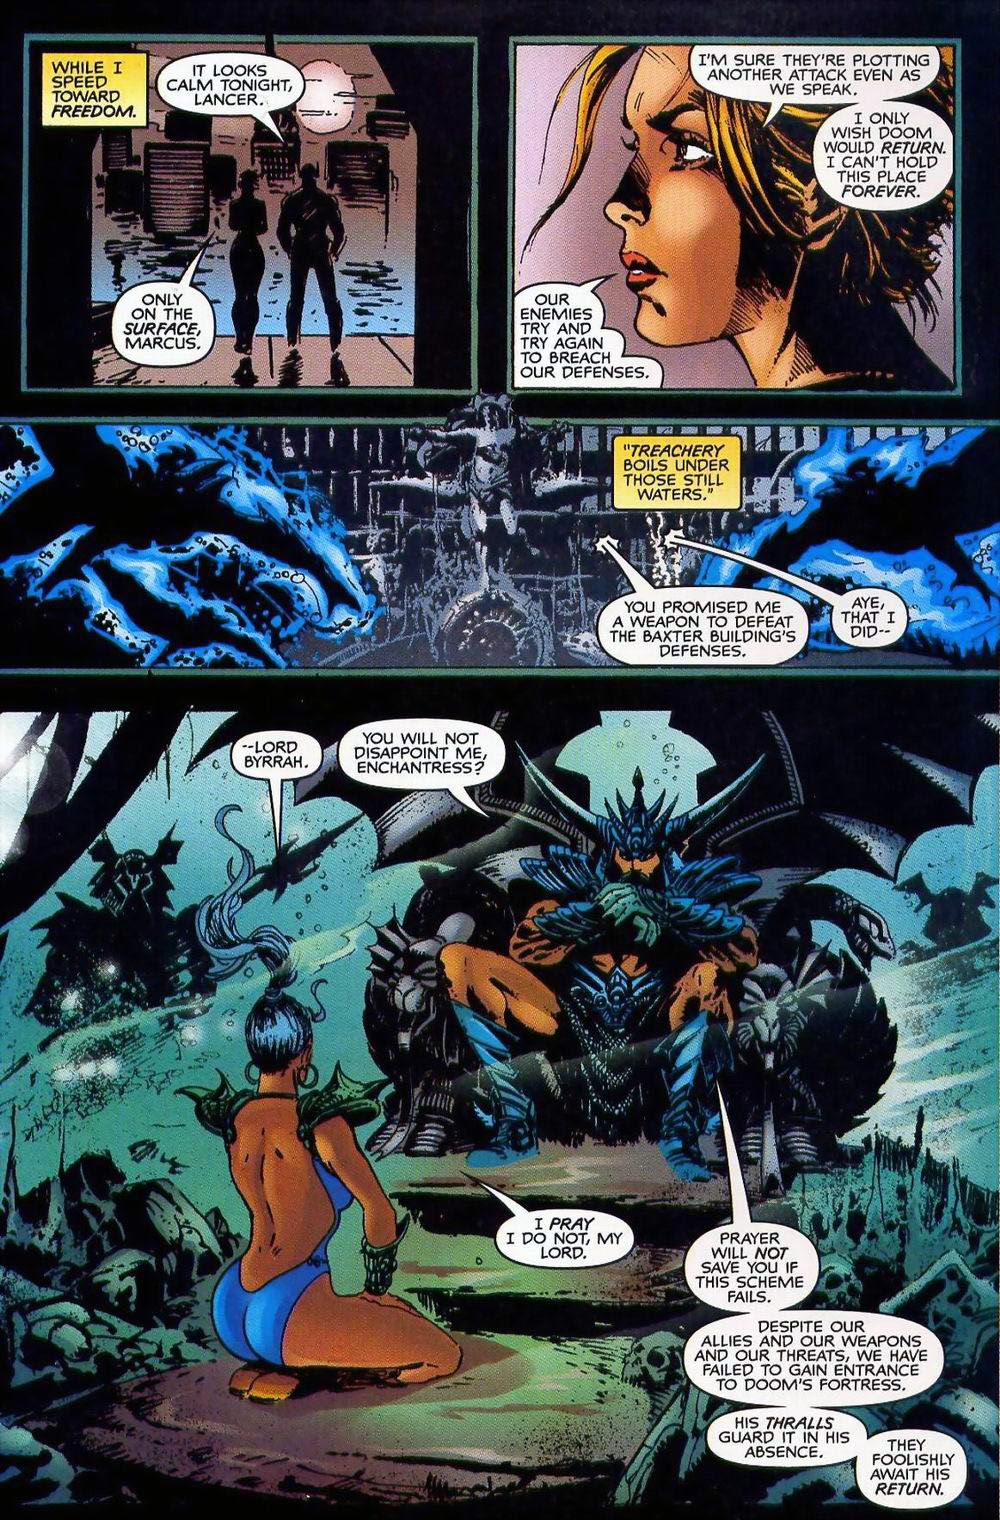 WHILE I
SPEED
TOWARD
FREEDOM.
IT LOOKS
CALM TONIGHT,
LANCER.
ONLY
ON THE
SURFACE,
MARCUS.
I'M SURE THEY'RE PLOTTING
ANOTHER ATTACK EVEN AS
WE SPEAK.
I ONLY
WISH DOOM
WOULD RETURN.
I CAN'T HOLD
THIS PLACE
FOREVER.
OUR
ENEMIES
TRY AND
TRY AGAIN
TO BREACH
OUR DEFENSES.
"TREACHERY
BOILS UNDER
THOSE STILL
WATERS."
YOU PROMISED ME
A WEAPON TO DEFEAT
THE BAXTER BUILDING'S
DEFENSES.
AYE,
THAT I
DID--
--LORD
BYRRAH.
YOU WILL NOT
DISAPPOINT ME,
ENCHANTRESS?
I PRAY
I DO NOT, MY
LORD.
PRAYER
WILL NOT
SAVE YOU IF
THIS SCHEME
FAILS.
DESPITE OUR
ALLIES AND OUR WEAPONS
AND OUR THREATS, WE HAVE
FAILED TO GAIN ENTRANCE
TO DOOM'S FORTRESS.
HIS THRALLS
GUARD IT IN HIS
ABSENCE.
THEY
FOOLISHLY
AWAIT HIS
RETURN.